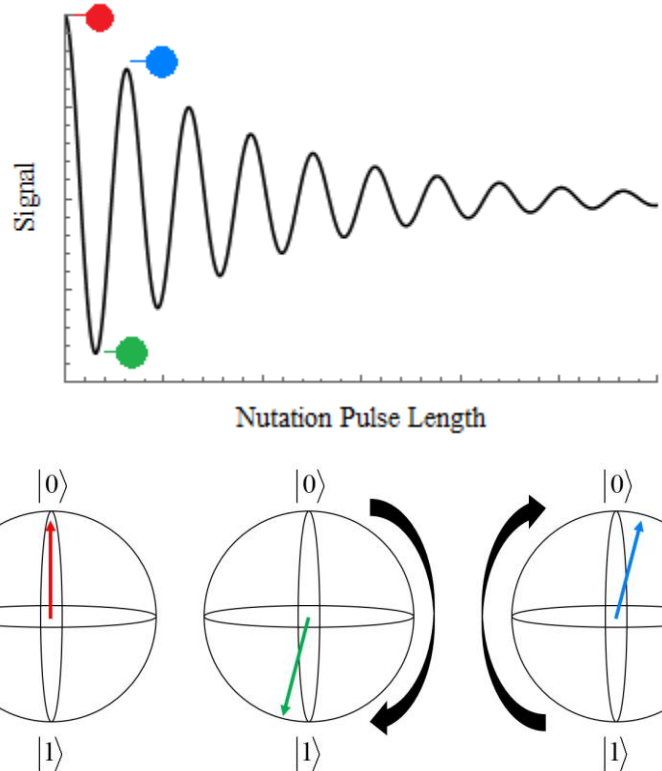 Signal
Nutation Pulse Length
|0⟩ |0⟩ |0⟩
|1⟩ |1⟩ |1⟩